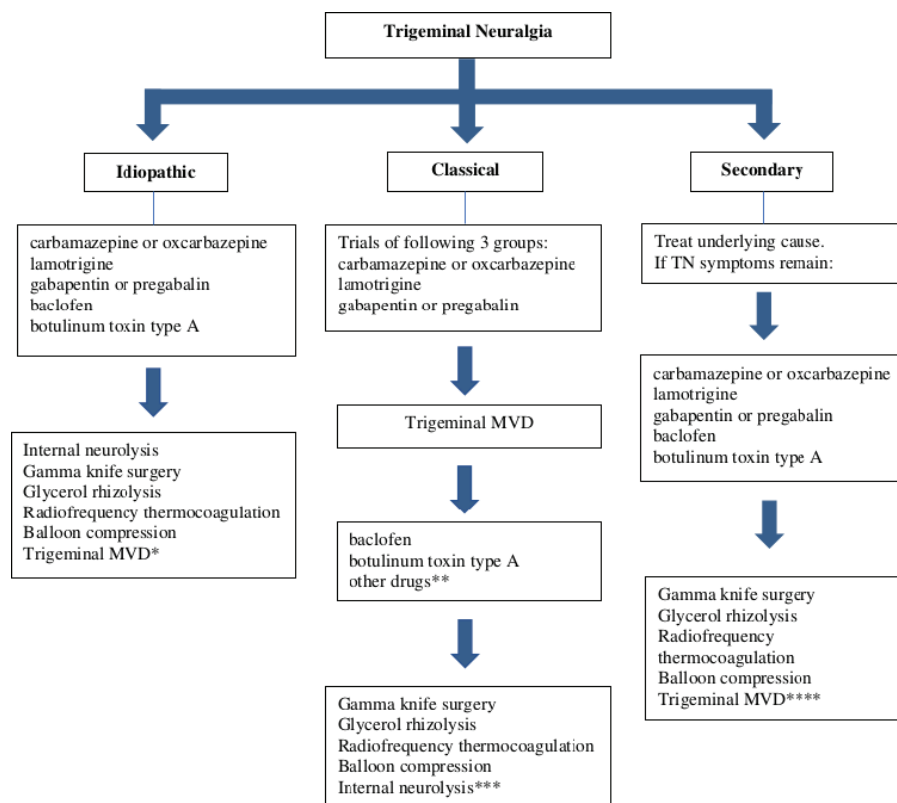 Trigeminal Neuralgia
Idiopathic
carbamazepine or oxcarbazepine
lamotrigine
gabapentin or pregabalin
baclofen
botulinum toxin type A
Internal neurolysis
Gamma knife surgery
Glycerol rhizolysis
Radiofrequency thermocoagulation
Balloon compression
Trigeminal MVD*
Classical
Trials of following 3 groups:
carbamazepine or oxcarbazepine
lamotrigine
gabapentin or pregabalin
Trigeminal MVD
baclofen
botulinum toxin type A
other drugs**
Gamma knife surgery
Glycerol rhizolysis
Radiofrequency thermocoagulation
Balloon compression
Internal neurolysis***
Secondary
Treat underlying cause.
If TN symptoms remain:
carbamazepine or oxcarbazepine
lamotrigine
gabapentin or pregabalin
baclofen
botulinum toxin type A
Gamma knife surgery
Glycerol rhizolysis
Radiofrequency
thermocoagulation
Balloon compression
Trigeminal MVD****